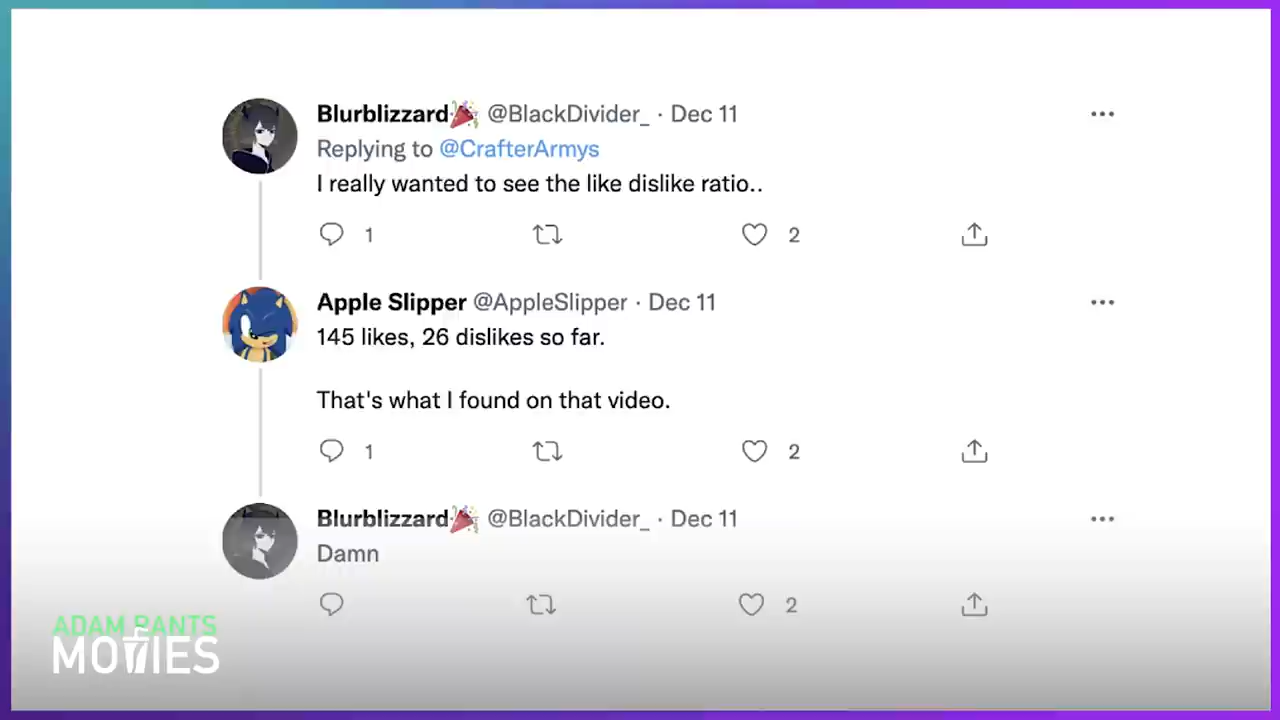 Blurblizzard🎉 @BlackDivider_ · Dec 11
Replying to @CrafterArmys
I really wanted to see the like dislike ratio..
1 2
Apple Slipper @AppleSlipper · Dec 11
145 likes, 26 dislikes so far.
That's what I found on that video.
1 2
Blurblizzard🎉 @BlackDivider_ · Dec 11
Damn
2
ADAM RANTS
MOVIES